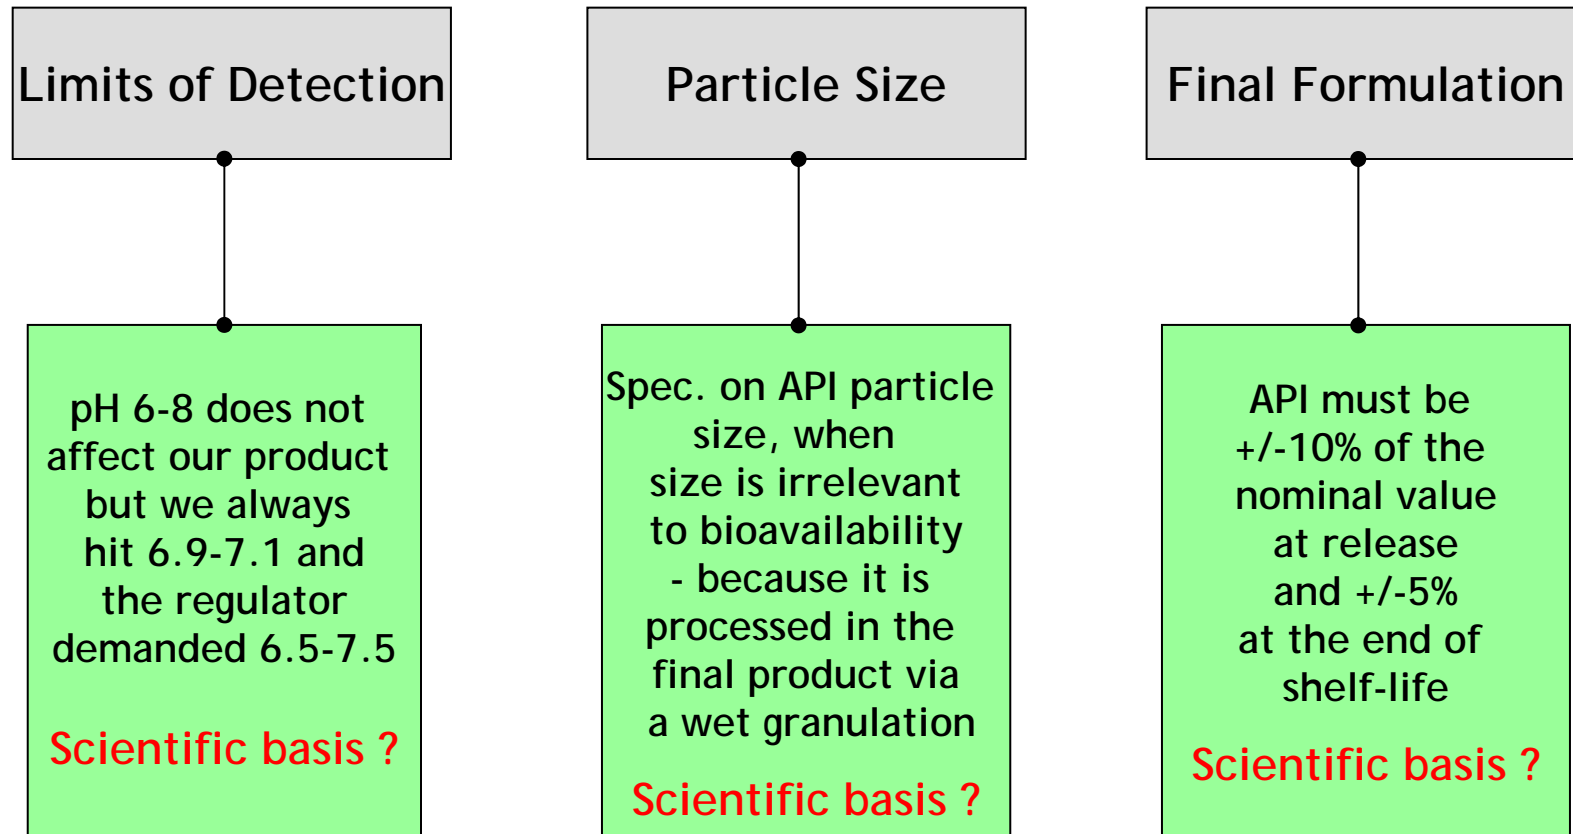 Limits of Detection
Particle Size
Final Formulation
pH 6-8 does not
affect our product
but we always
hit 6.9-7.1 and
the regulator
demanded 6.5-7.5
Scientific basis ?
Spec. on API particle
size, when
size is irrelevant
to bioavailability
- because it is
processed in the
final product via
a wet granulation
Scientific basis ?
API must be
+/-10% of the
nominal value
at release
and +/-5%
at the end of
shelf-life
Scientific basis ?